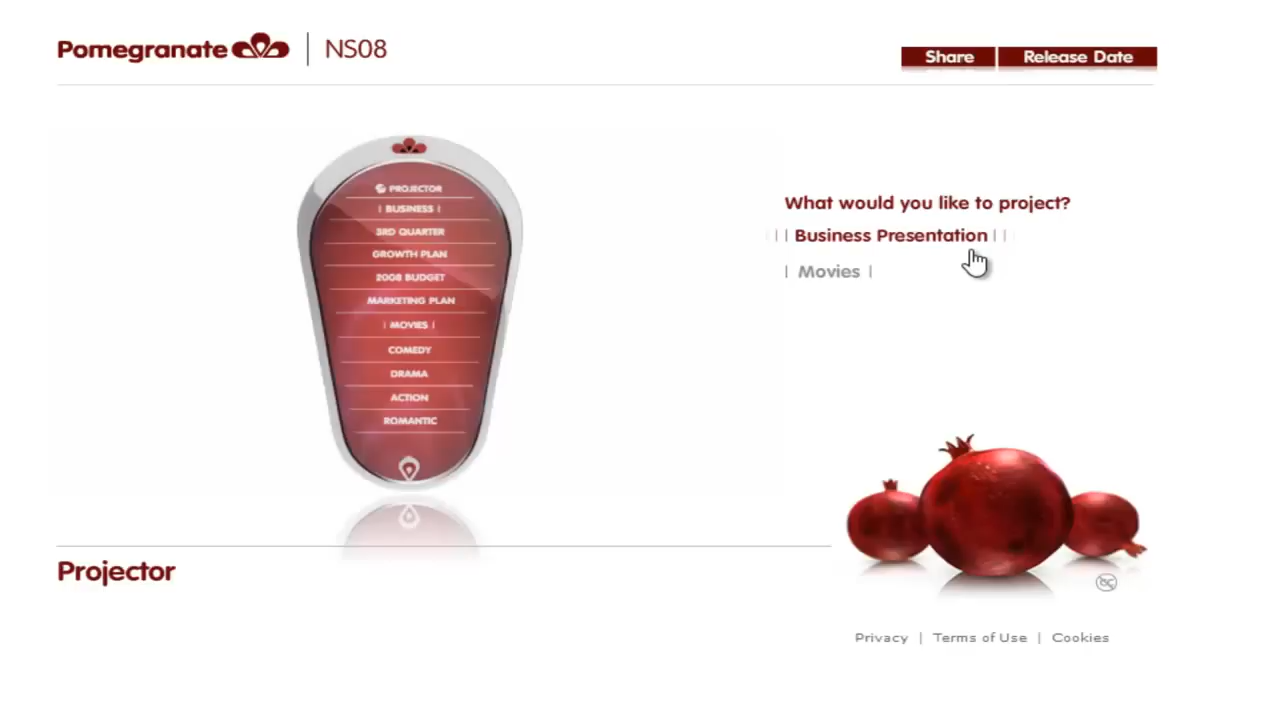 Pomegranate | NS08
Share
Release Date
PROJECTOR
| BUSINESS |
3RD QUARTER
GROWTH PLAN
2008 BUDGET
MARKETING PLAN
| MOVIES |
COMEDY
DRAMA
ACTION
ROMANTIC
What would you like to project?
| | Business Presentation | |
| Movies |
Projector
Privacy | Terms of Use | Cookies